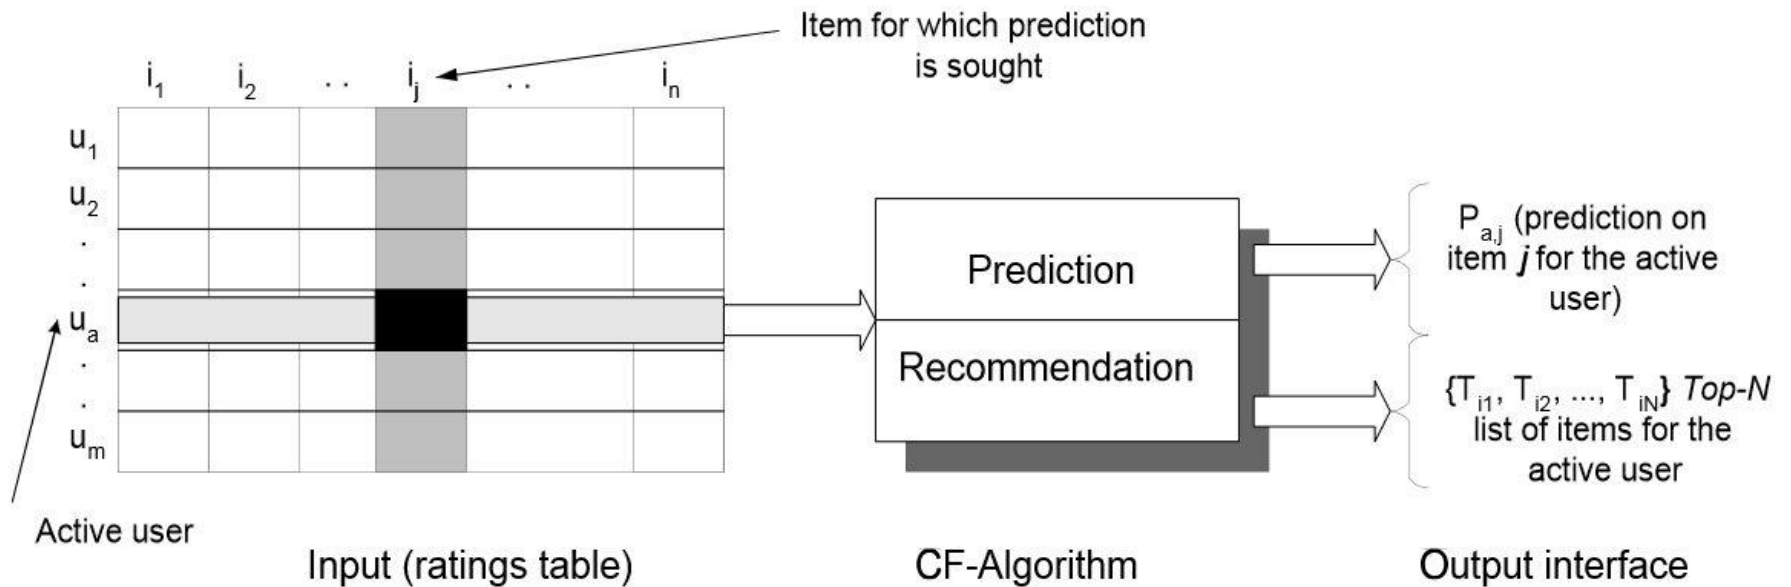 Item for which prediction
is sought
i1 i2 . . ij . . in
u1
u2
.
.
ua
.
.
um
Active user
Input (ratings table)
Prediction
Recommendation
CF-Algorithm
Pa,j (prediction on
item j for the active
user)
{Ti1, Ti2, ..., TiN} Top-N
list of items for the
active user
Output interface